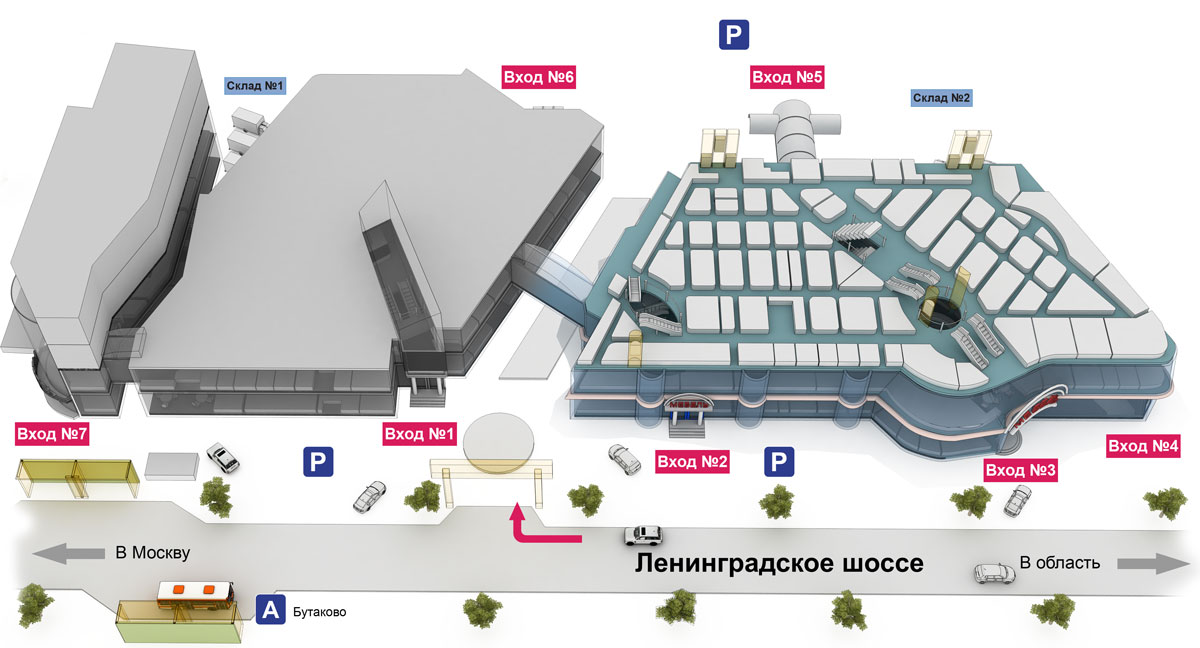 P
Вход №6
Вход №5
Склад №1
Склад №2
МЕБЕЛЬ
Вход №7
Вход №1
Вход №2
Вход №3
Вход №4
P
P
В Москву
Ленинградское шоссе
В область
А
Бутаково